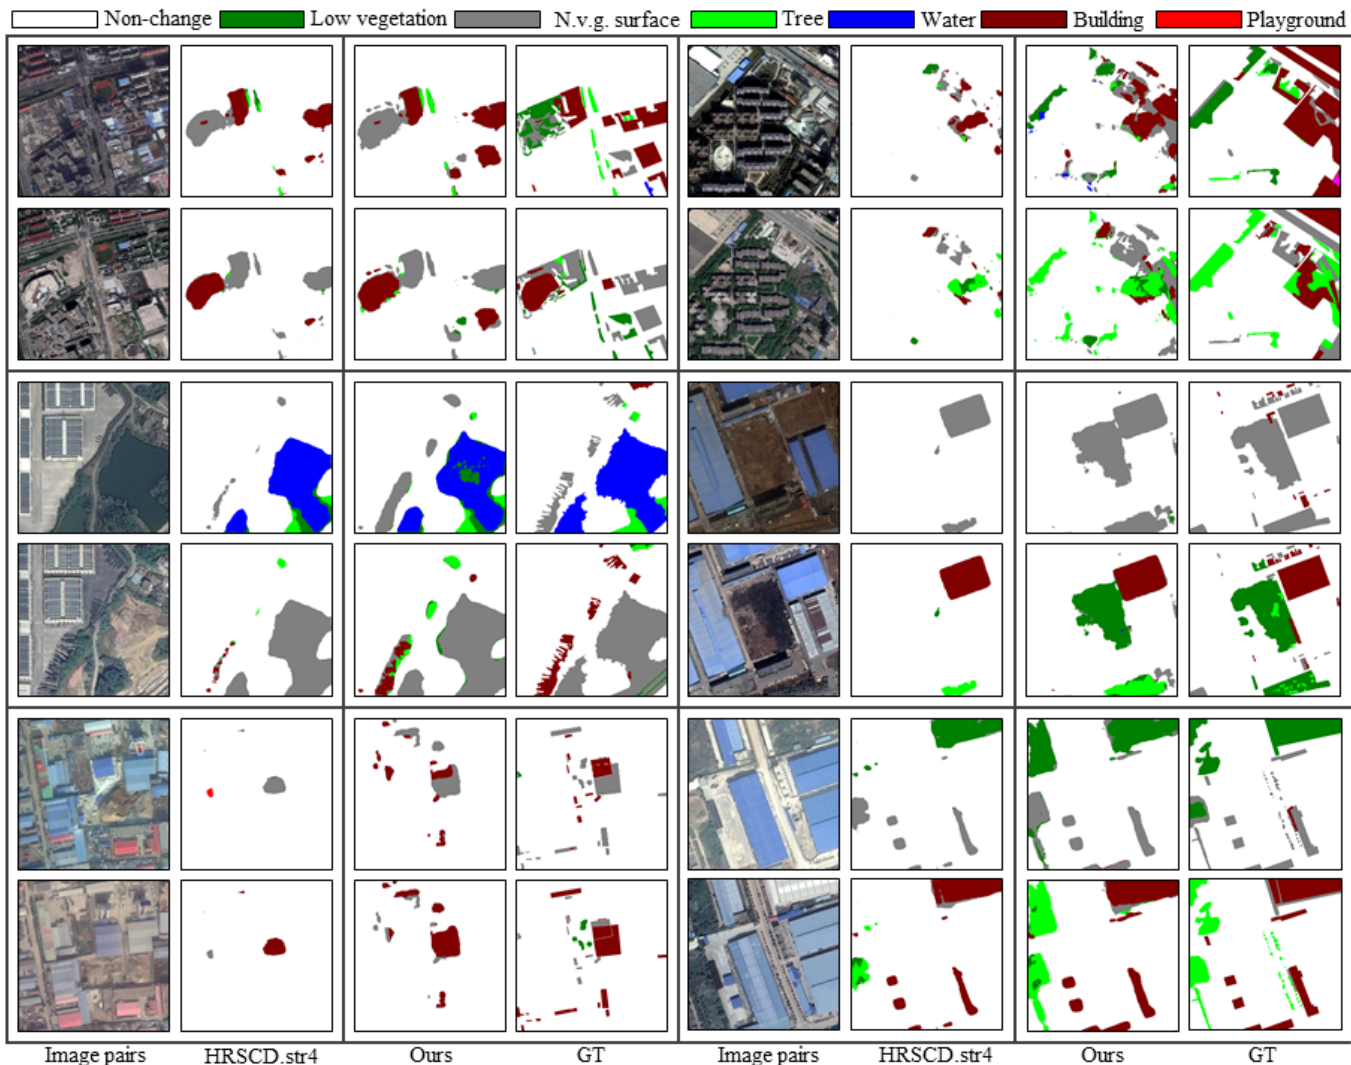 Non-change Low vegetation N.v.g. surface Tree Water Building Playground
Image pairs HRSCD.str4 Ours GT Image pairs HRSCD.str4 Ours GT